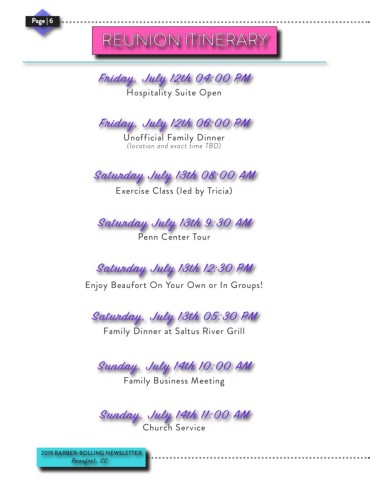 Page | 6
REUNION ITINERARY
Friday, July 12th 04:00 PM
Hospitality Suite Open
Friday, July 12th 06:00 PM
Unofficial Family Dinner
(location and exact time TBD)
Saturday July 13th 08:00 AM
Exercise Class (led by Tricia)
Saturday July 13th 9:30 AM
Penn Center Tour
Saturday July 13th 12:30 PM
Enjoy Beaufort On Your Own or In Groups!
Saturday, July 13th 05:30 PM
Family Dinner at Saltus River Grill
Sunday, July 14th 10:00 AM
Family Business Meeting
Sunday, July 14th 11:00 AM
Church Service
2019 BARBER-BOLLING NEWSLETTER
Beaufort, SC